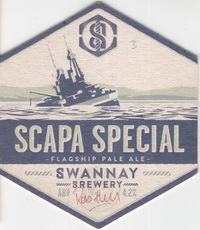 SCAPA SPECIAL
-FLAGSHIP PALE ALE-
SWANNAY
BREWERY
ABV 4.2%